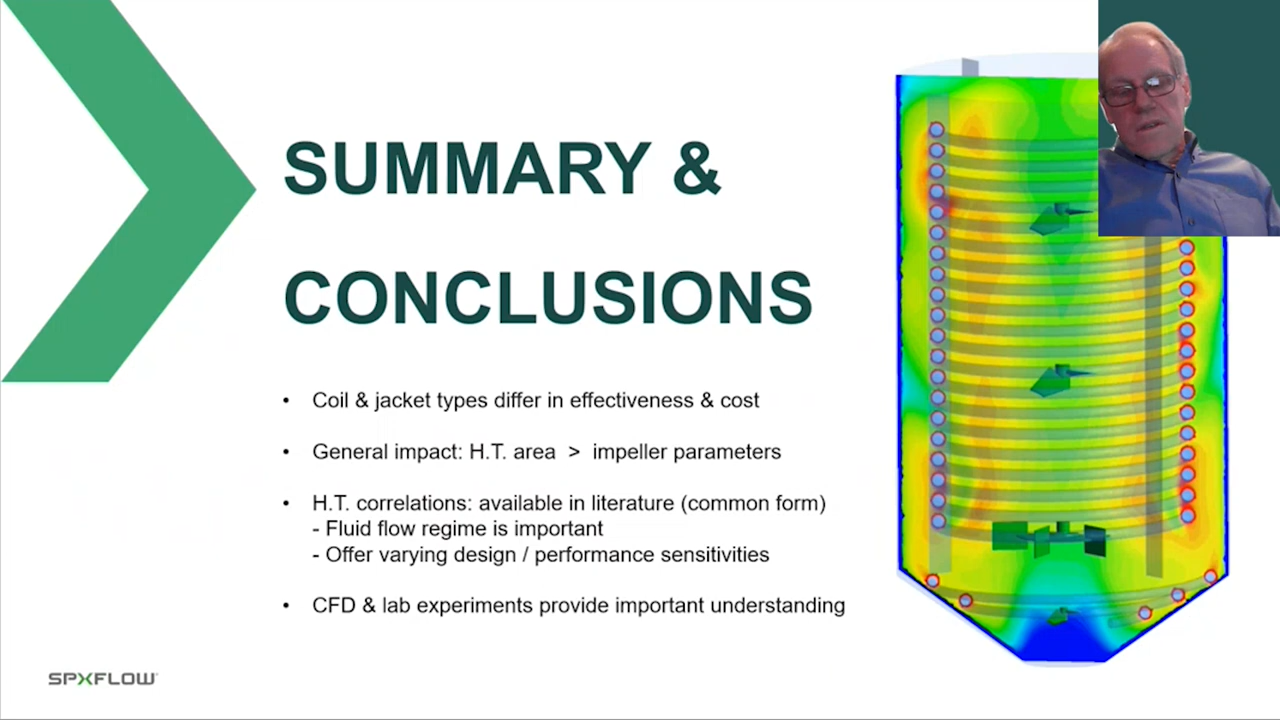 SUMMARY &
CONCLUSIONS
• Coil & jacket types differ in effectiveness & cost
• General impact: H.T. area > impeller parameters
• H.T. correlations: available in literature (common form)
- Fluid flow regime is important
- Offer varying design / performance sensitivities
• CFD & lab experiments provide important understanding
SPXFLOW